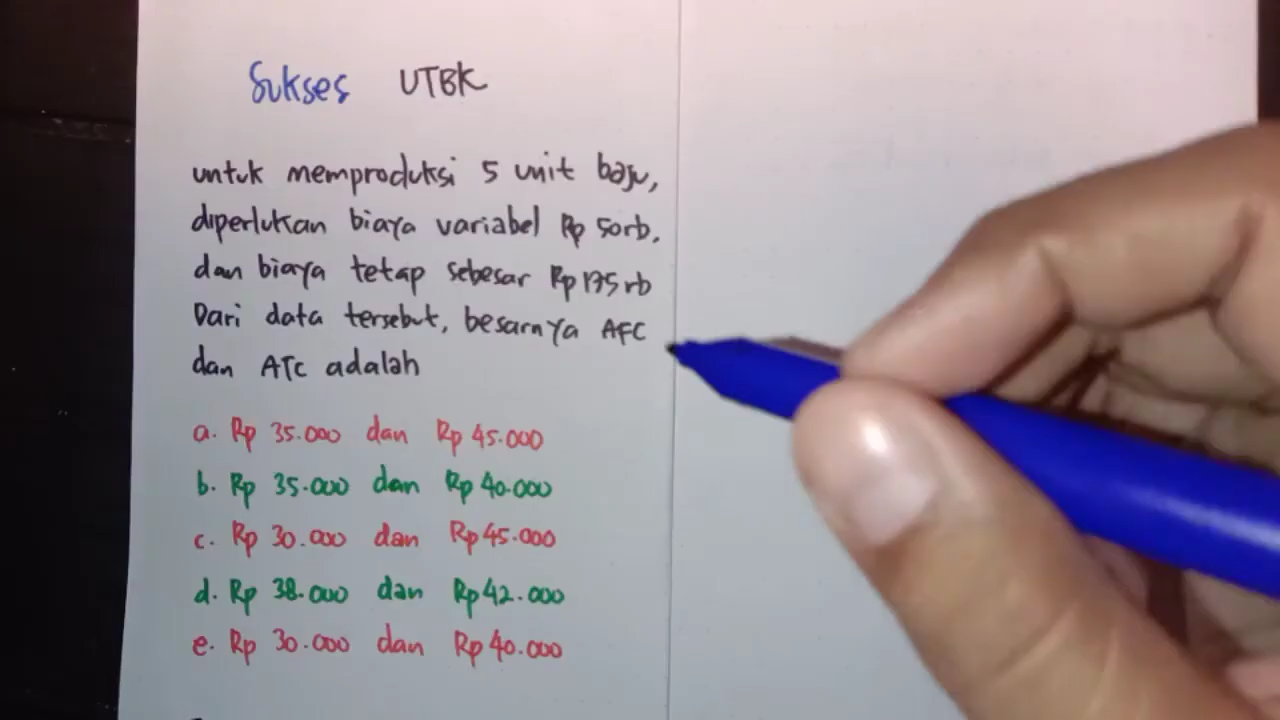 Sukses UTBK
untuk memproduksi 5 unit baju,
diperlukan biaya variabel Rp 50rb,
dan biaya tetap sebesar Rp 175 rb
Dari data tersebut, besarnya AFC
dan ATC adalah
a. Rp 35.000 dan Rp 45.000
b. Rp 35.000 dan Rp 40.000
c. Rp 30.000 dan Rp 45.000
d. Rp 38.000 dan Rp 42.000
e. Rp 30.000 dan Rp 40.000